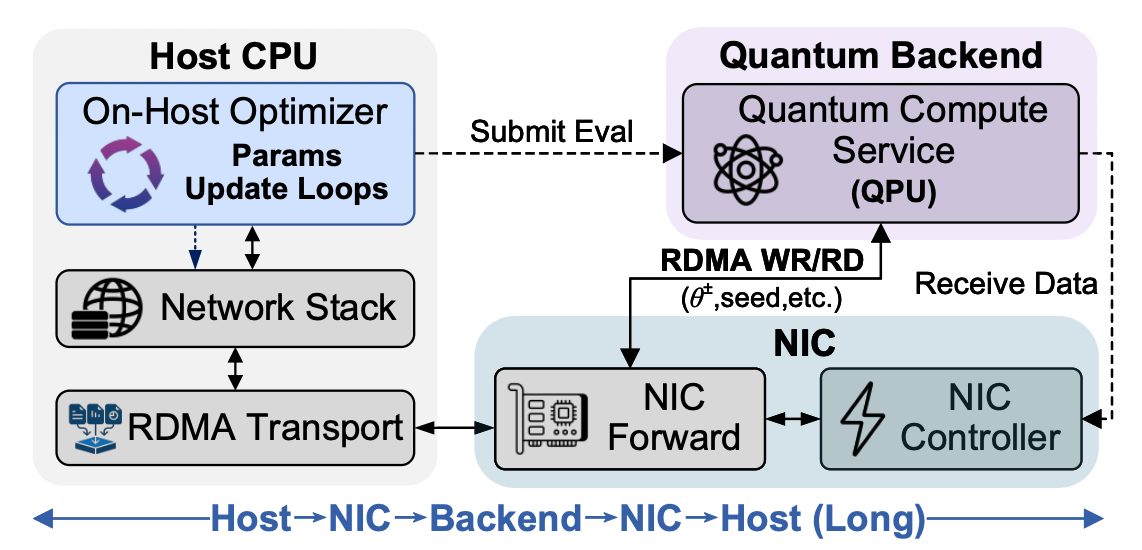 Host CPU
On-Host Optimizer
Params
Update Loops
Network Stack
RDMA Transport
Submit Eval
Quantum Backend
Quantum Compute
Service
(QPU)
RDMA WR/RD
(θ±,seed,etc.)
Receive Data
NIC
NIC
Forward
NIC
Controller
Host→NIC→Backend→NIC→Host (Long)